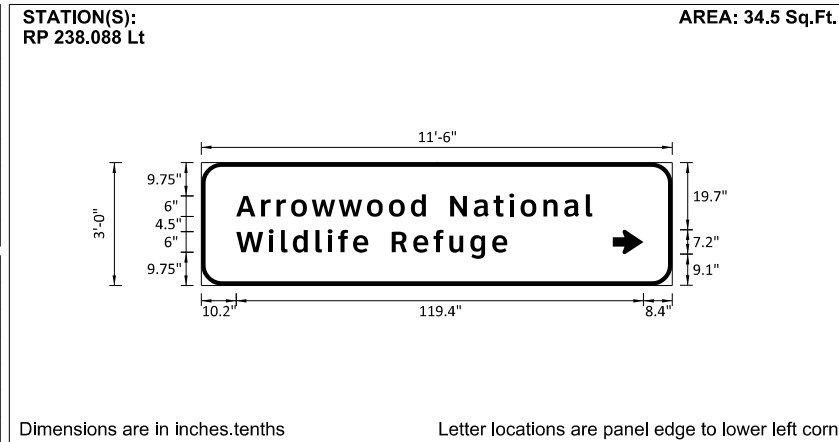 STATION(S): AREA: 34.5 Sq.Ft.
RP 238.088 Lt
11'-6"
3'-0"
9.75"
6"
4.5"
6"
9.75"
Arrowwood National
Wildlife Refuge
19.7"
7.2"
9.1"
10.2" 119.4" 8.4"
Dimensions are in inches.tenths Letter locations are panel edge to lower left corn